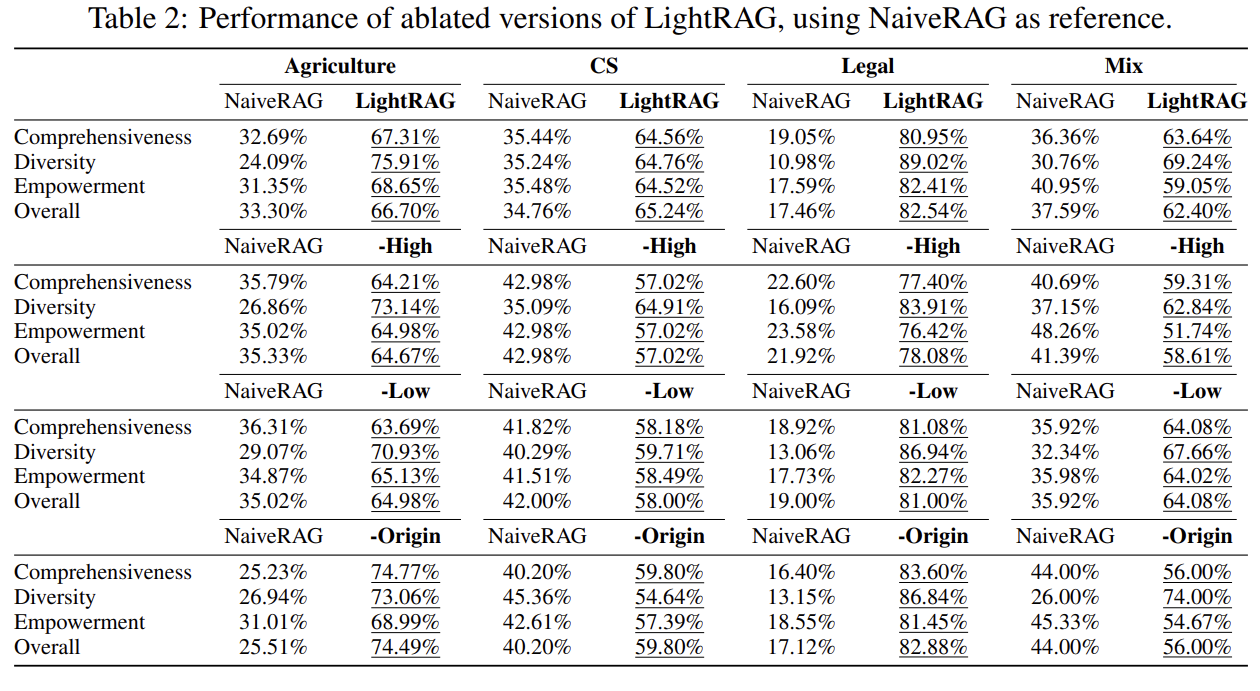 Table 2: Performance of ablated versions of LightRAG, using NaiveRAG as reference.
Agriculture CS Legal Mix
NaiveRAG LightRAG NaiveRAG LightRAG NaiveRAG LightRAG NaiveRAG LightRAG
Comprehensiveness 32.69% 67.31% 35.44% 64.56% 19.05% 80.95% 36.36% 63.64%
Diversity 24.09% 75.91% 35.24% 64.76% 10.98% 89.02% 30.76% 69.24%
Empowerment 31.35% 68.65% 35.48% 64.52% 17.59% 82.41% 40.95% 59.05%
Overall 33.30% 66.70% 34.76% 65.24% 17.46% 82.54% 37.59% 62.40%
NaiveRAG -High NaiveRAG -High NaiveRAG -High NaiveRAG -High
Comprehensiveness 35.79% 64.21% 42.98% 57.02% 22.60% 77.40% 40.69% 59.31%
Diversity 26.86% 73.14% 35.09% 64.91% 16.09% 83.91% 37.15% 62.84%
Empowerment 35.02% 64.98% 42.98% 57.02% 23.58% 76.42% 48.26% 51.74%
Overall 35.33% 64.67% 42.98% 57.02% 21.92% 78.08% 41.39% 58.61%
NaiveRAG -Low NaiveRAG -Low NaiveRAG -Low NaiveRAG -Low
Comprehensiveness 36.31% 63.69% 41.82% 58.18% 18.92% 81.08% 35.92% 64.08%
Diversity 29.07% 70.93% 40.29% 59.71% 13.06% 86.94% 32.34% 67.66%
Empowerment 34.87% 65.13% 41.51% 58.49% 17.73% 82.27% 35.98% 64.02%
Overall 35.02% 64.98% 42.00% 58.00% 19.00% 81.00% 35.92% 64.08%
NaiveRAG -Origin NaiveRAG -Origin NaiveRAG -Origin NaiveRAG -Origin
Comprehensiveness 25.23% 74.77% 40.20% 59.80% 16.40% 83.60% 44.00% 56.00%
Diversity 26.94% 73.06% 45.36% 54.64% 13.15% 86.84% 26.00% 74.00%
Empowerment 31.01% 68.99% 42.61% 57.39% 18.55% 81.45% 45.33% 54.67%
Overall 25.51% 74.49% 40.20% 59.80% 17.12% 82.88% 44.00% 56.00%